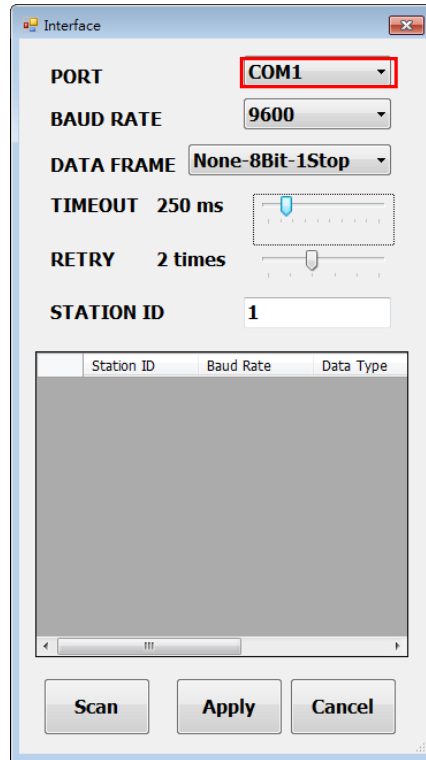 Interface
PORT COM1
BAUD RATE 9600
DATA FRAME None-8Bit-1Stop
TIMEOUT 250 ms
RETRY 2 times
STATION ID 1
Station ID Baud Rate Data Type
Scan Apply Cancel